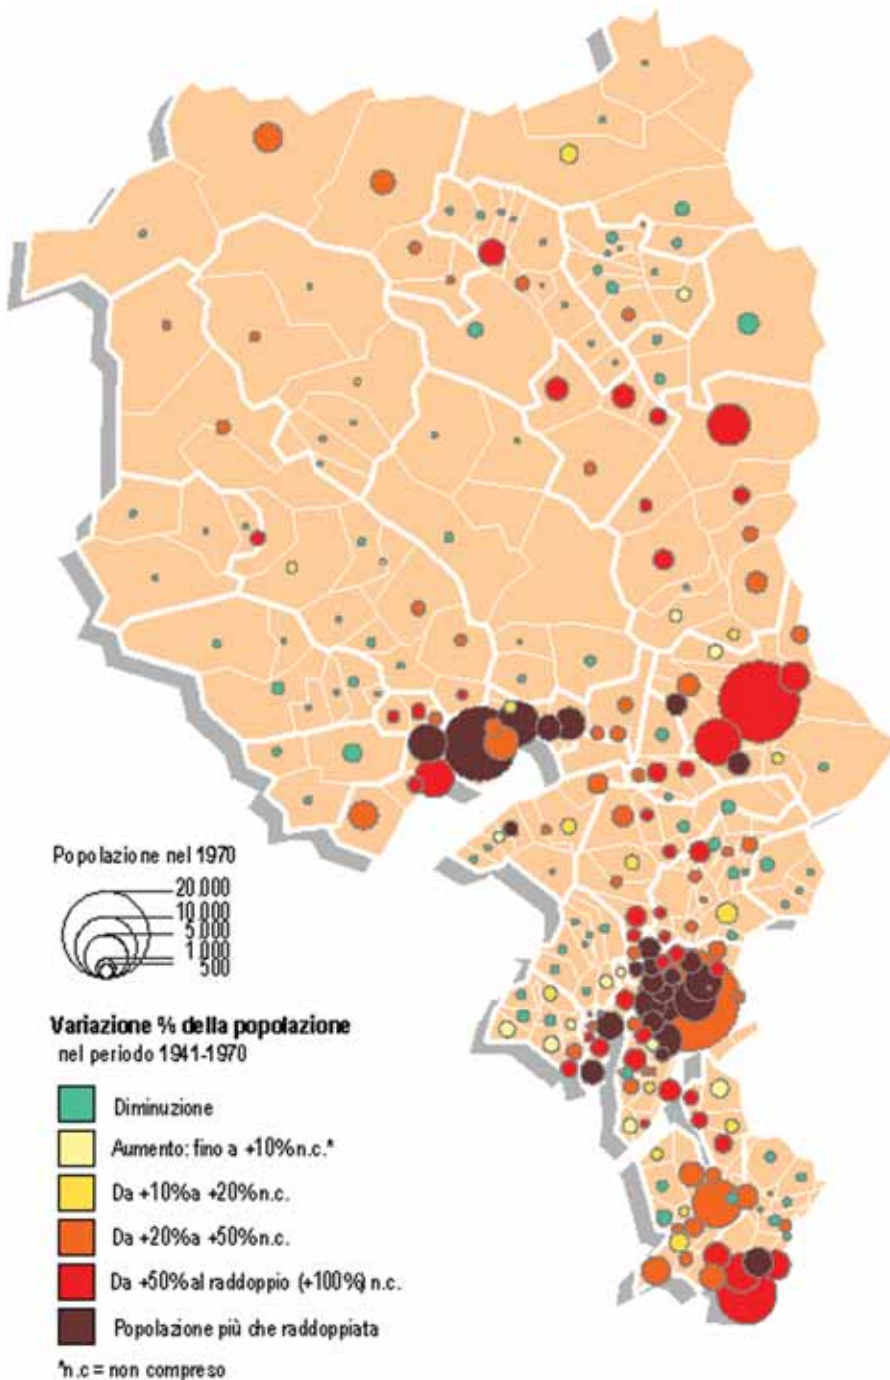 Popolazione nel 1970
20.000
10.000
5.000
1.000
500
Variazione % della popolazione
nel periodo 1941-1970
Diminuzione
Aumento: fino a +10% n.c.*
Da +10% a +20% n.c.
Da +20% a +50% n.c.
Da +50% al raddoppio (+100%) n.c.
Popolazione più che raddoppiata
*n.c = non compreso